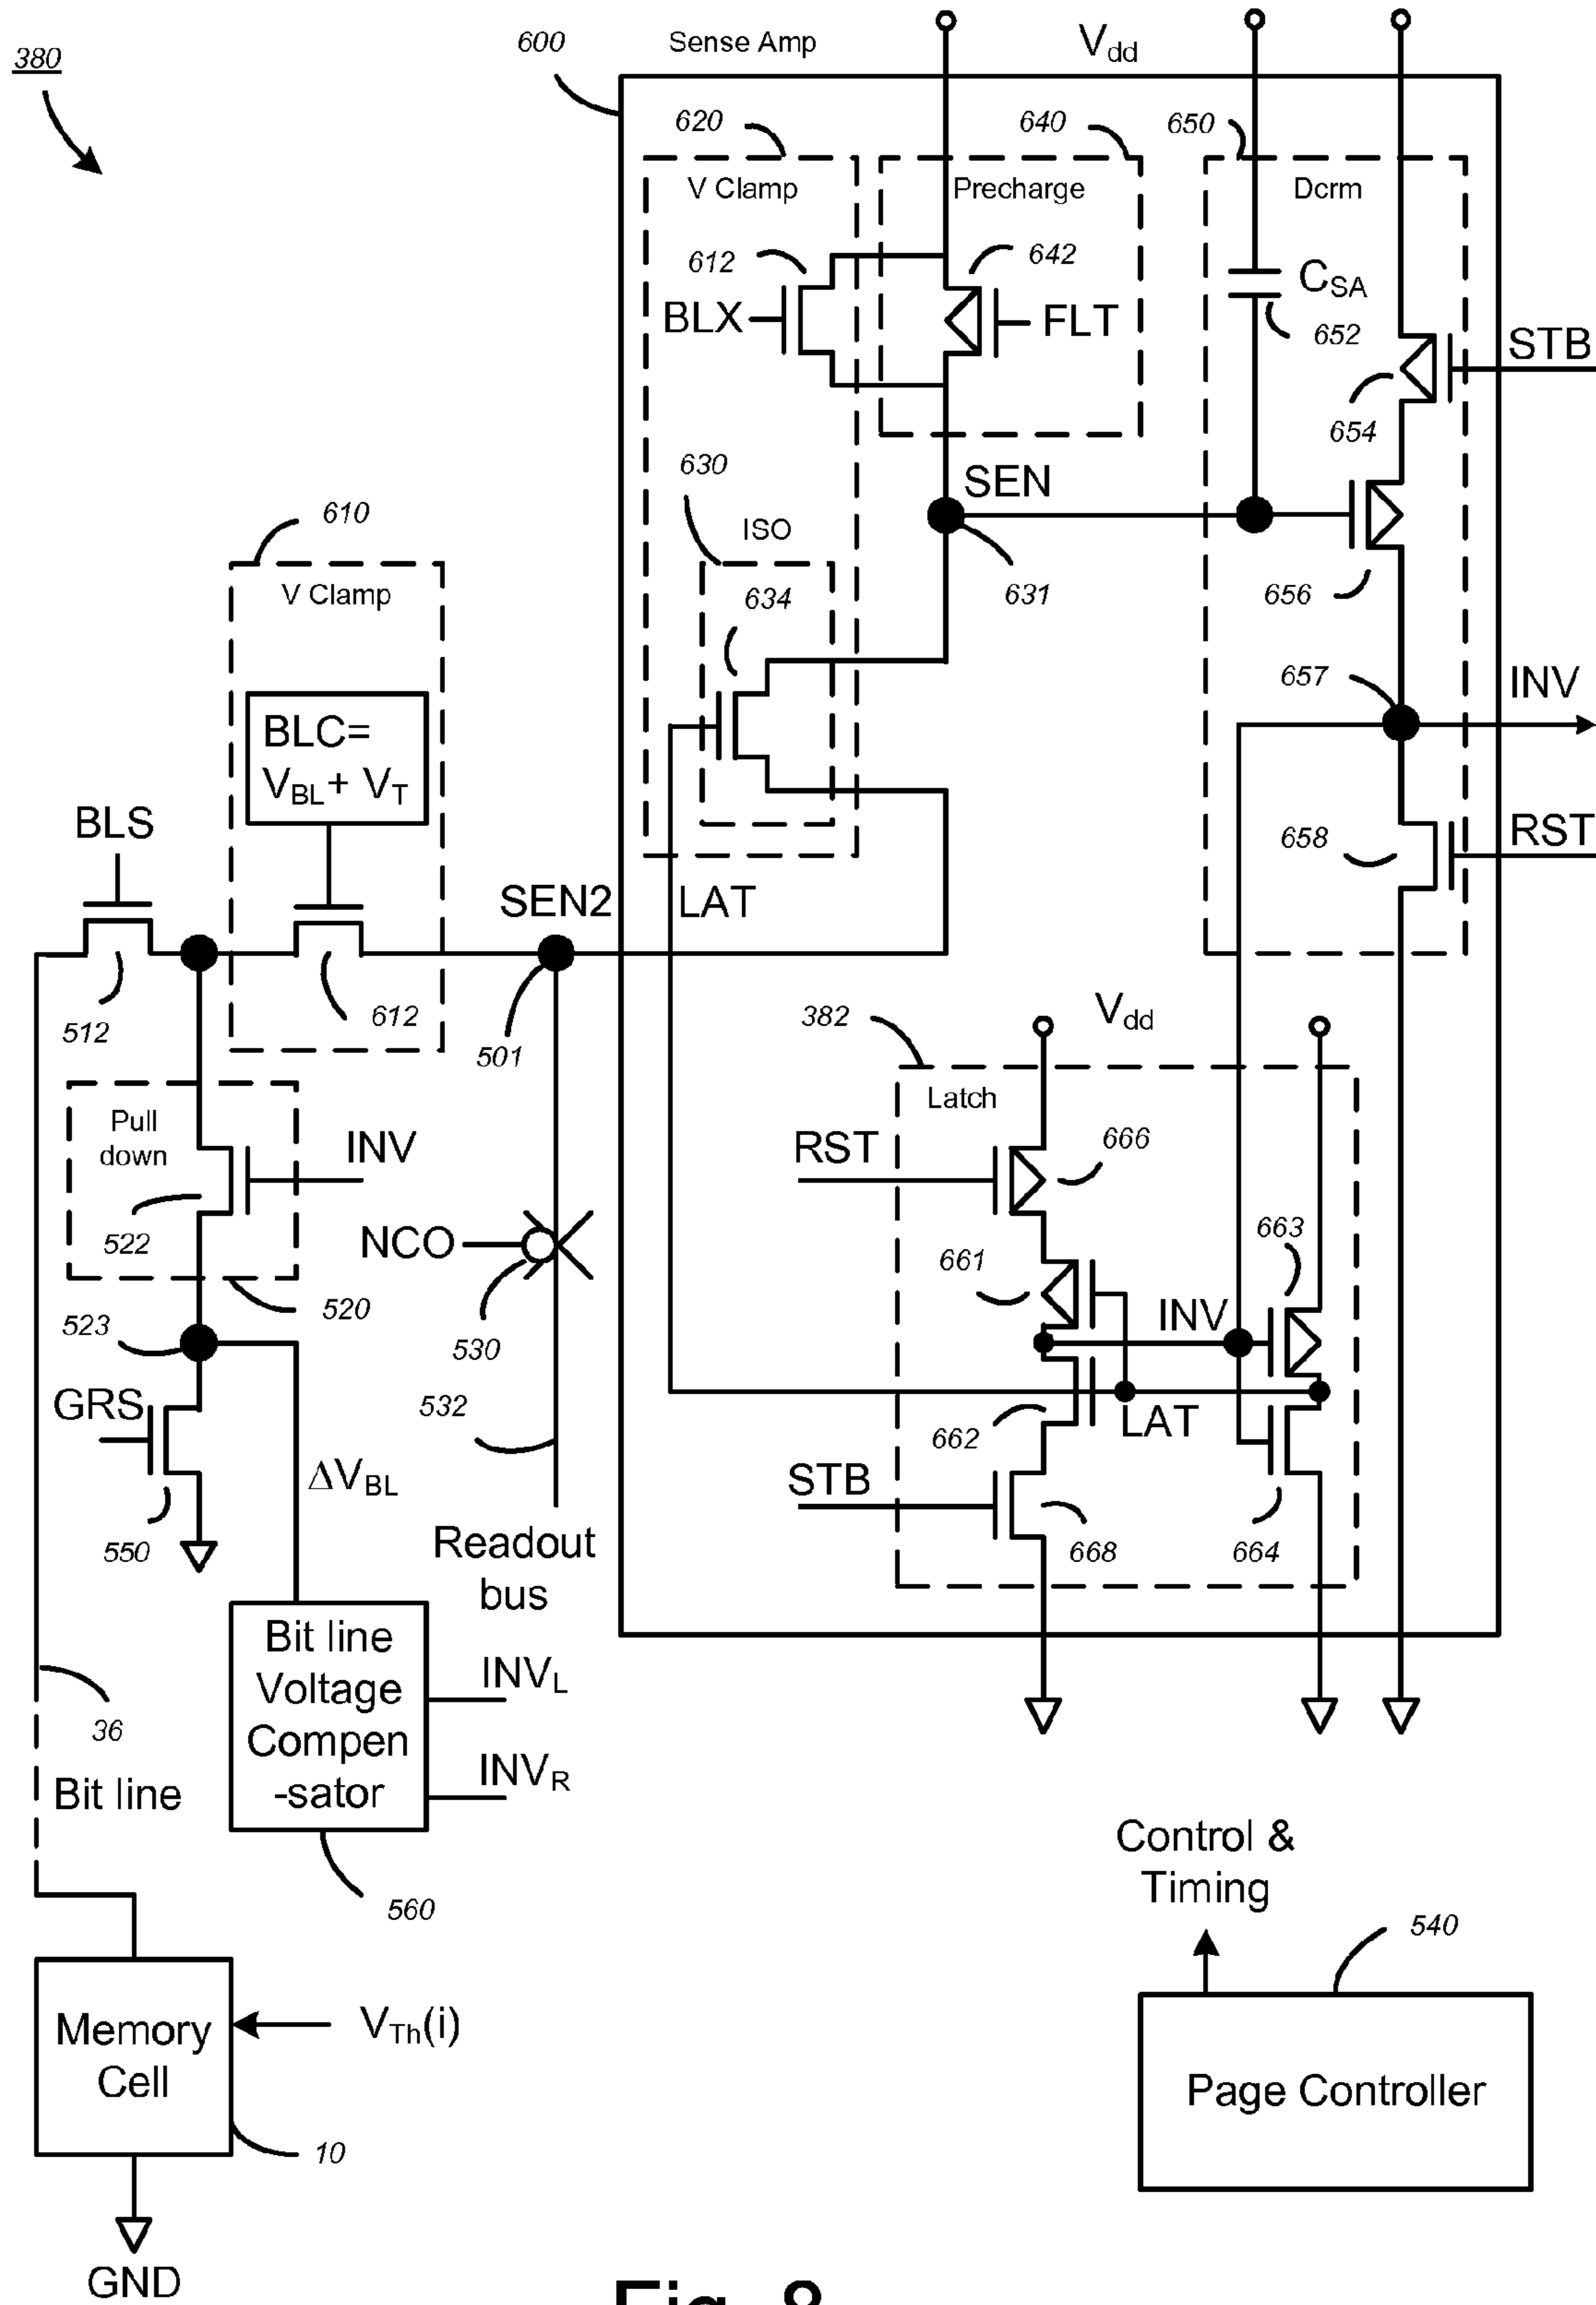 380
600
Sense Amp
Vdd
620
640
650
V Clamp
Precharge
Dcrm
612
642
BLX
FLT
CSA
652
STB
654
630
SEN
ISO
634
631
656
610
V Clamp
BLC=
VBL+ VT
657
INV
BLS
658
RST
SEN2
LAT
512
612
501
382
Vdd
Latch
Pull
down
INV
RST
666
522
NCO
661
663
INV
520
523
530
GRS
532
662
LAT
ΔVBL
STB
550
Readout
bus
668
664
Bit line
Voltage
Compen
-sator
INVL
INVR
36
Bit line
560
Control &
Timing
540
Memory
Cell
VTh(i)
Page Controller
10
GND
Fig. 8